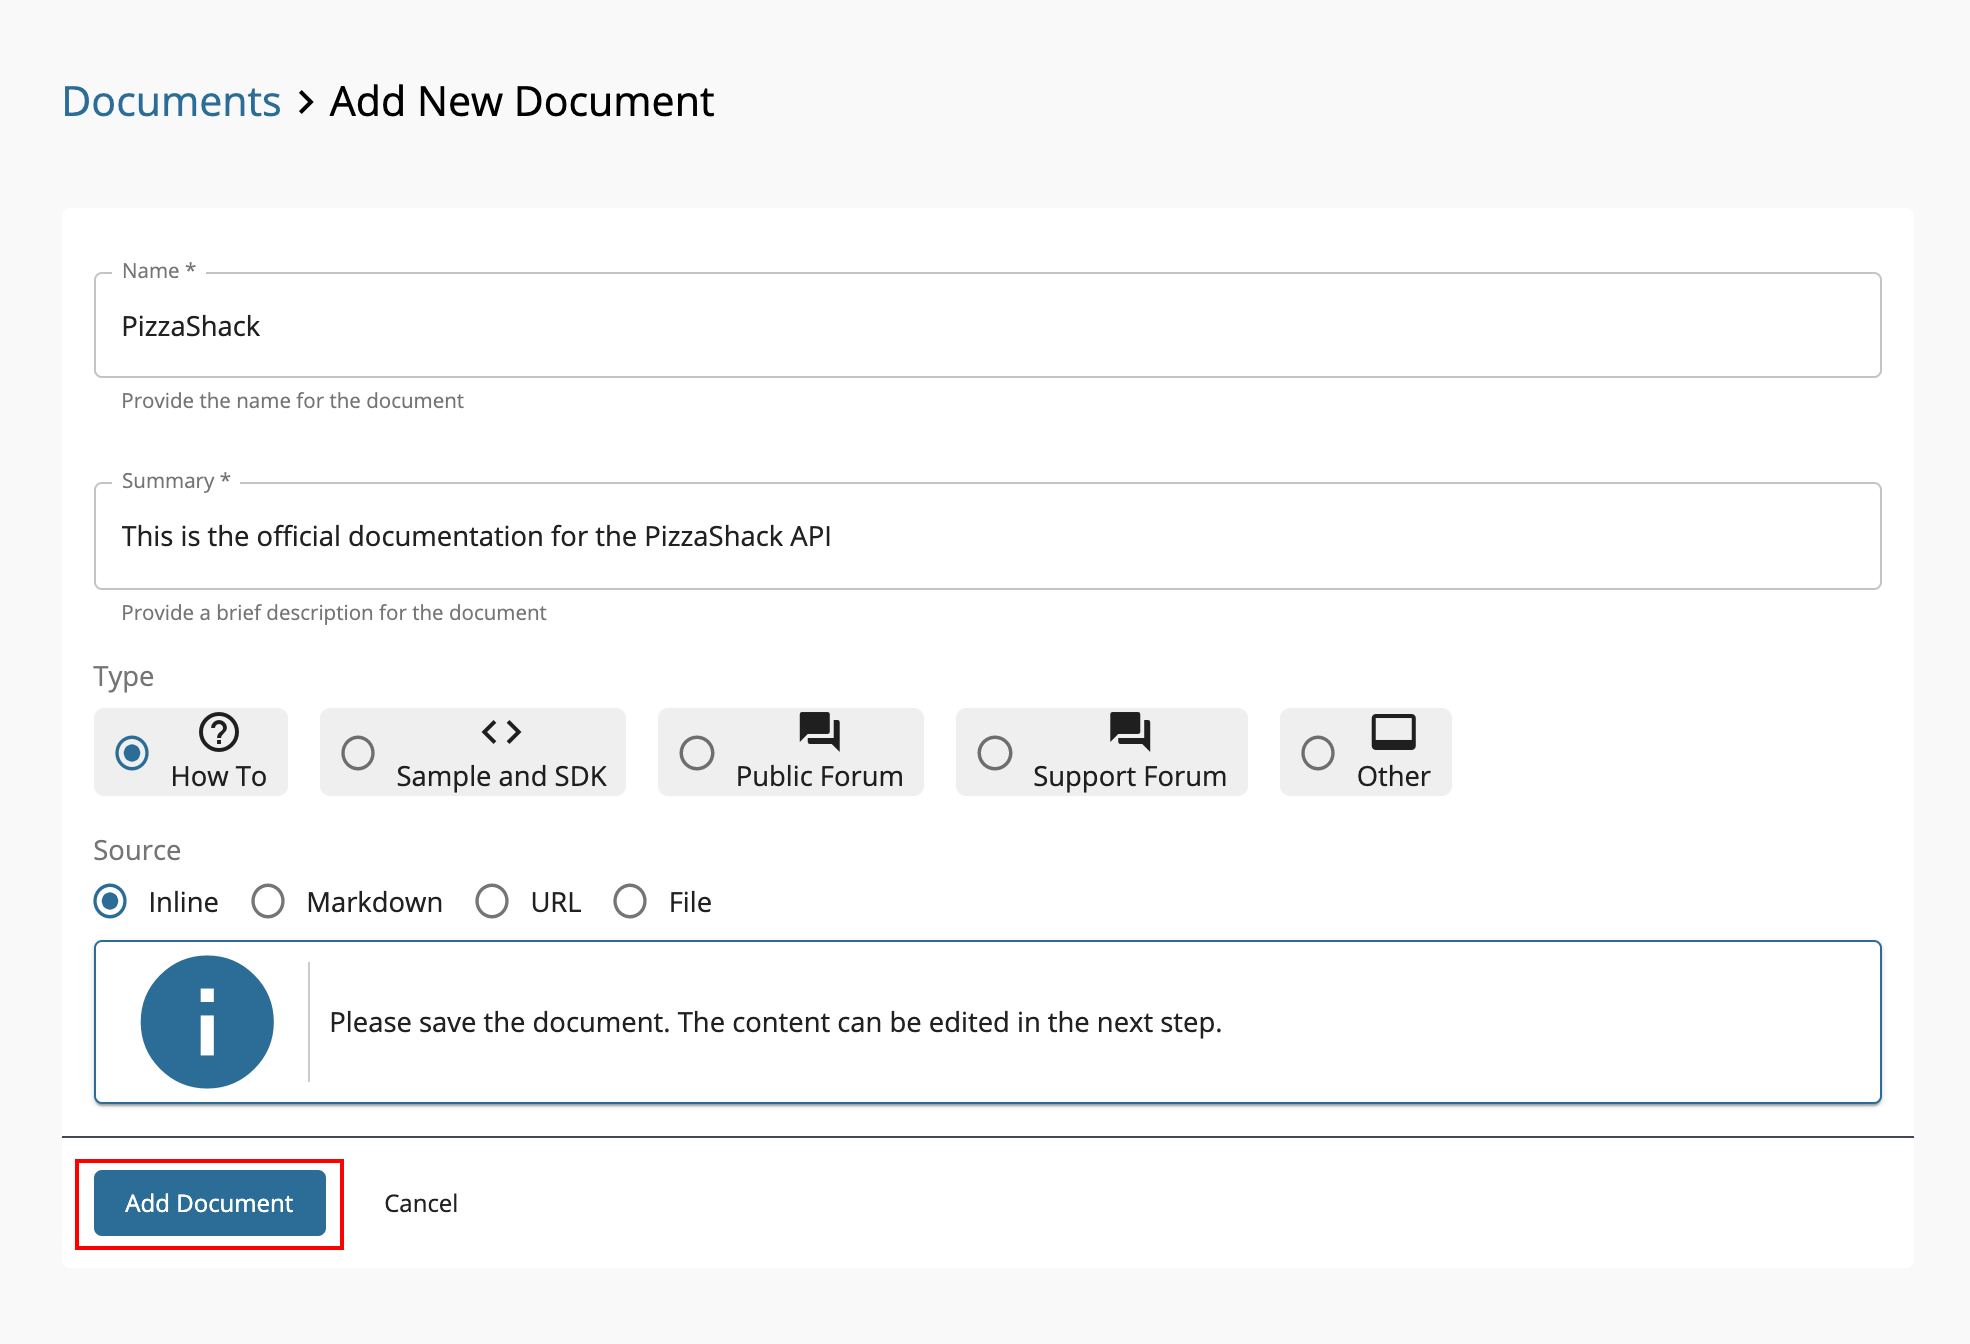 Documents > Add New Document
Name *
PizzaShack
Provide the name for the document
Summary *
This is the official documentation for the PizzaShack API
Provide a brief description for the document
Type
How To
Sample and SDK
Public Forum
Support Forum
Other
Source
Inline
Markdown
URL
File
Please save the document. The content can be edited in the next step.
Add Document
Cancel